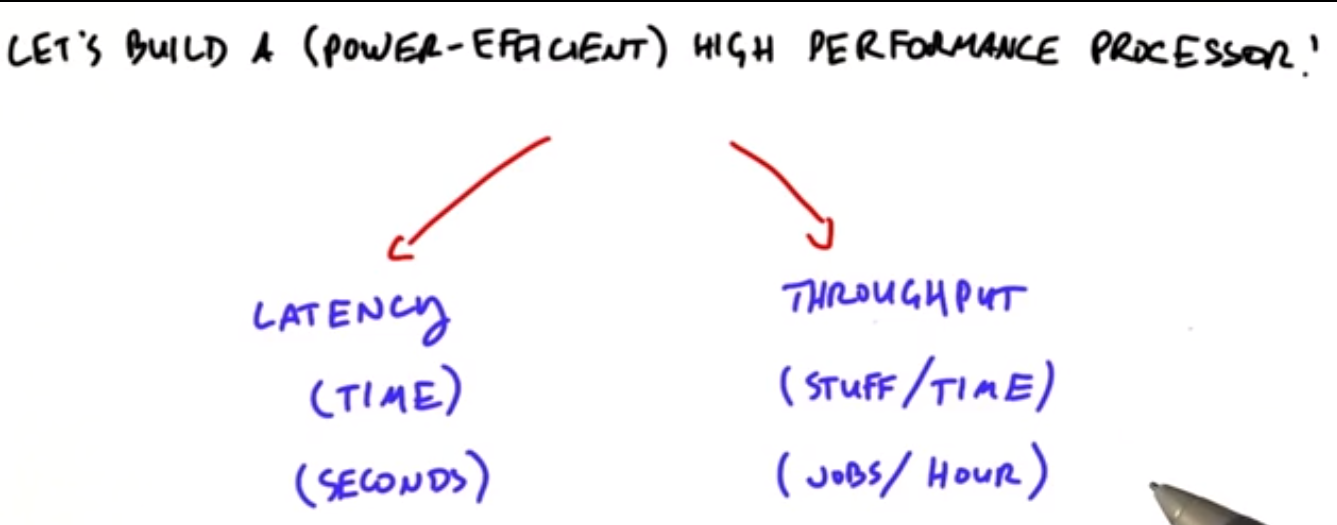 LET'S BUILD A (POWER-EFFICIENT) HIGH PERFORMANCE PROCESSOR!
LATENCY
(TIME)
(SECONDS)
THROUGHPUT
(STUFF/TIME)
(JOBS/HOUR)